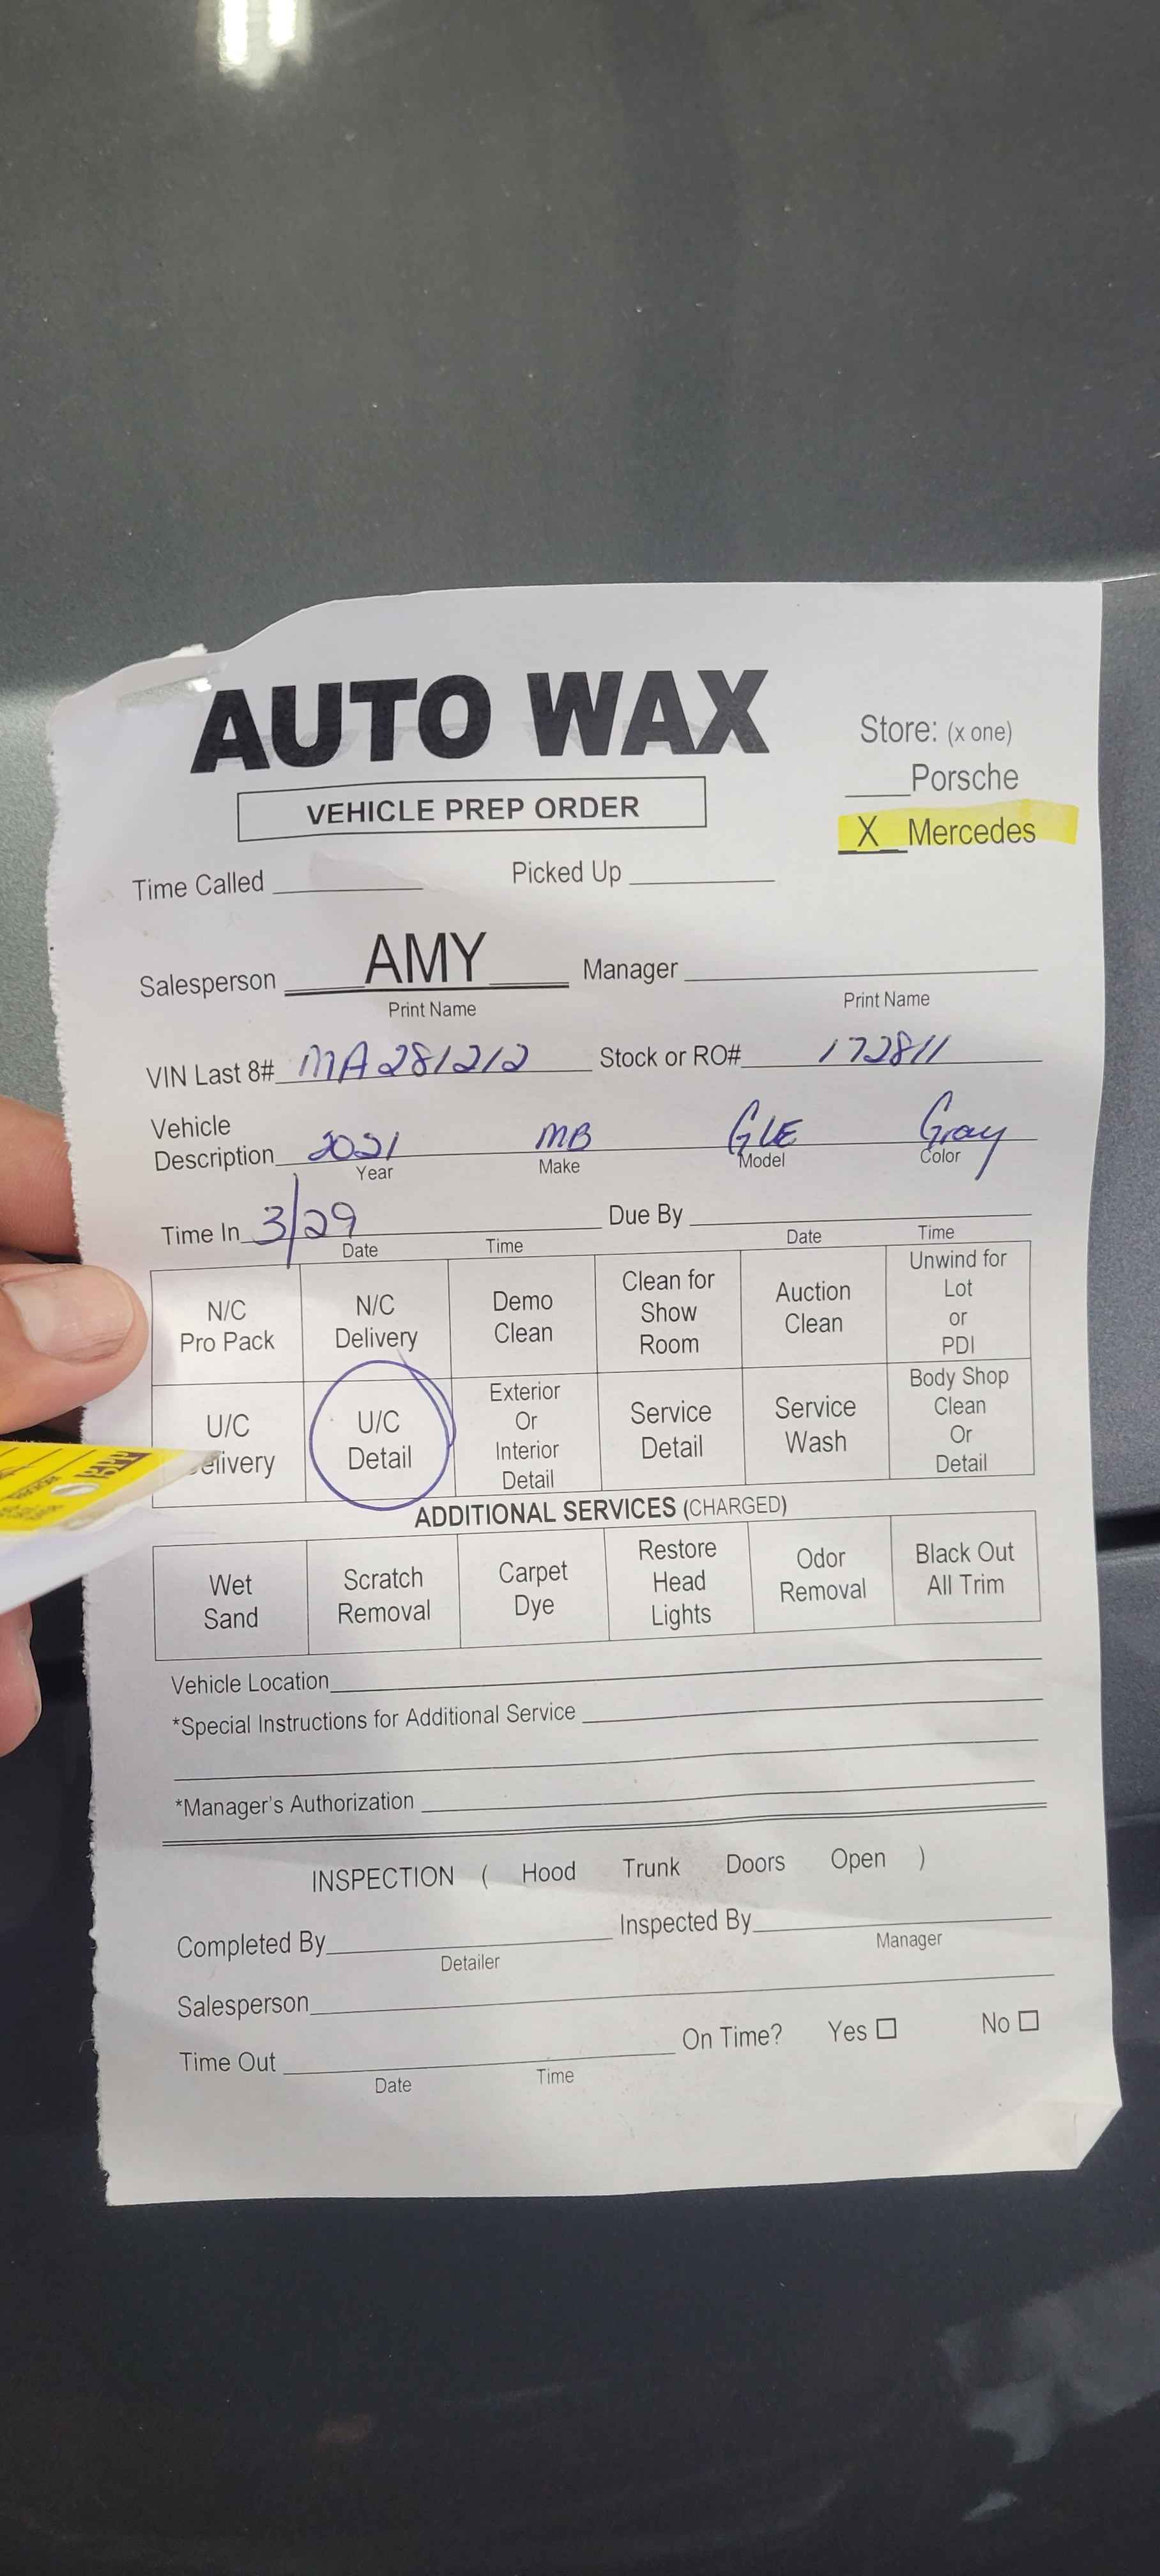 AUTO WAX
VEHICLE PREP ORDER
Store: (x one)
____Porsche
_X_ Mercedes
Time Called __________ Picked Up __________
Salesperson AMY Manager
Print Name Print Name
VIN Last 8# MA281212 Stock or RO# 172811
Vehicle
Description 2021 MB GLE Gray
Year Make Model Color
Time In 3/29 Due By
Date Time Date Time
N/C Pro Pack
N/C Delivery
Demo Clean
Clean for Show Room
Auction Clean
Unwind for Lot or PDI
U/C elivery
U/C Detail
Exterior Or Interior Detail
Service Detail
Service Wash
Body Shop Clean Or Detail
ADDITIONAL SERVICES (CHARGED)
Wet Sand
Scratch Removal
Carpet Dye
Restore Head Lights
Odor Removal
Black Out All Trim
Vehicle Location
*Special Instructions for Additional Service
*Manager's Authorization
INSPECTION ( Hood Trunk Doors Open )
Completed By Inspected By
Detailer Manager
Salesperson
Time Out On Time? Yes ☐ No ☐
Date Time